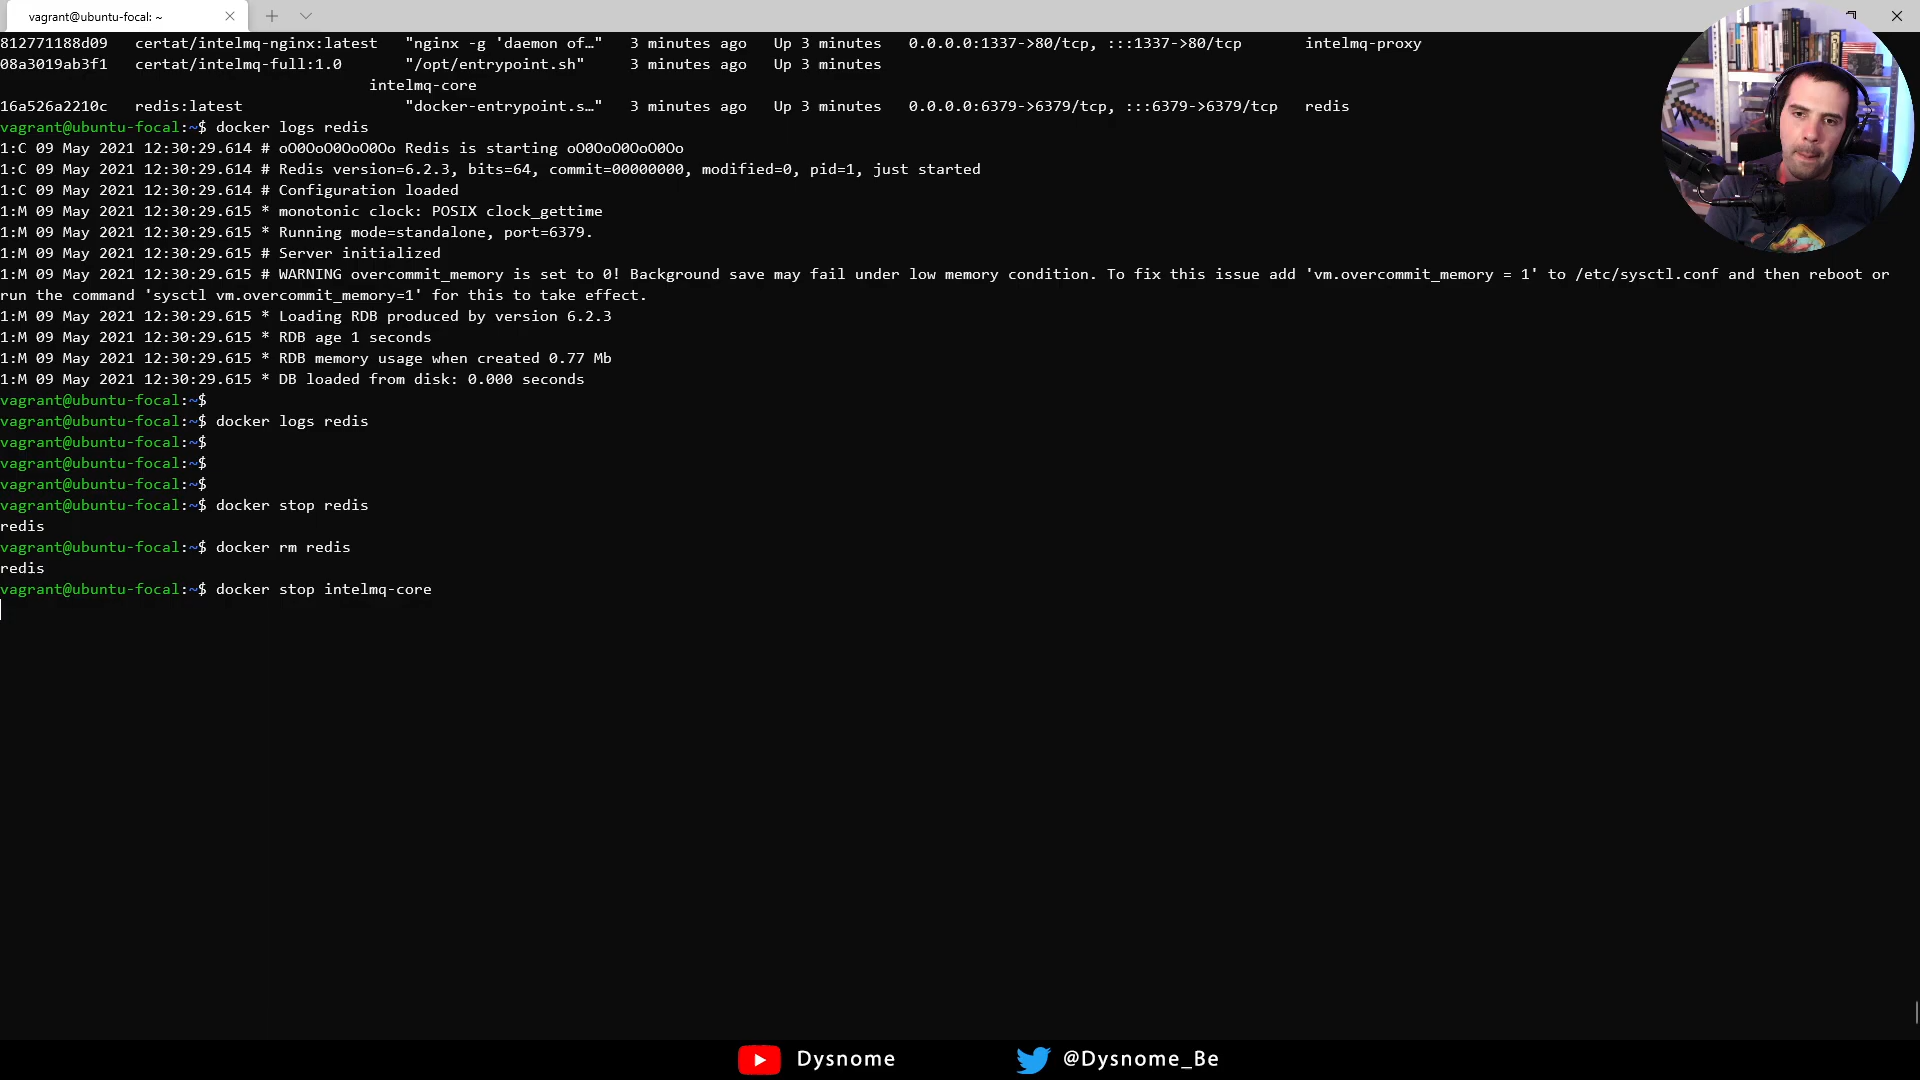 vagrant@ubuntu-focal: ~
812771188d09 certat/intelmq-nginx:latest "nginx -g 'daemon of…" 3 minutes ago Up 3 minutes 0.0.0.0:1337->80/tcp, :::1337->80/tcp intelmq-proxy
08a3019ab3f1 certat/intelmq-full:1.0 "/opt/entrypoint.sh" 3 minutes ago Up 3 minutes
intelmq-core
16a526a2210c redis:latest "docker-entrypoint.s…" 3 minutes ago Up 3 minutes 0.0.0.0:6379->6379/tcp, :::6379->6379/tcp redis
vagrant@ubuntu-focal:~$ docker logs redis
1:C 09 May 2021 12:30:29.614 # oO0OoO0OoO0Oo Redis is starting oO0OoO0OoO0Oo
1:C 09 May 2021 12:30:29.614 # Redis version=6.2.3, bits=64, commit=00000000, modified=0, pid=1, just started
1:C 09 May 2021 12:30:29.614 # Configuration loaded
1:M 09 May 2021 12:30:29.615 * monotonic clock: POSIX clock_gettime
1:M 09 May 2021 12:30:29.615 * Running mode=standalone, port=6379.
1:M 09 May 2021 12:30:29.615 # Server initialized
1:M 09 May 2021 12:30:29.615 # WARNING overcommit_memory is set to 0! Background save may fail under low memory condition. To fix this issue add 'vm.overcommit_memory = 1' to /etc/sysctl.conf and then reboot or
run the command 'sysctl vm.overcommit_memory=1' for this to take effect.
1:M 09 May 2021 12:30:29.615 * Loading RDB produced by version 6.2.3
1:M 09 May 2021 12:30:29.615 * RDB age 1 seconds
1:M 09 May 2021 12:30:29.615 * RDB memory usage when created 0.77 Mb
1:M 09 May 2021 12:30:29.615 * DB loaded from disk: 0.000 seconds
vagrant@ubuntu-focal:~$
vagrant@ubuntu-focal:~$ docker logs redis
vagrant@ubuntu-focal:~$
vagrant@ubuntu-focal:~$
vagrant@ubuntu-focal:~$
vagrant@ubuntu-focal:~$ docker stop redis
redis
vagrant@ubuntu-focal:~$ docker rm redis
redis
vagrant@ubuntu-focal:~$ docker stop intelmq-core
Dysnome
@Dysnome_Be